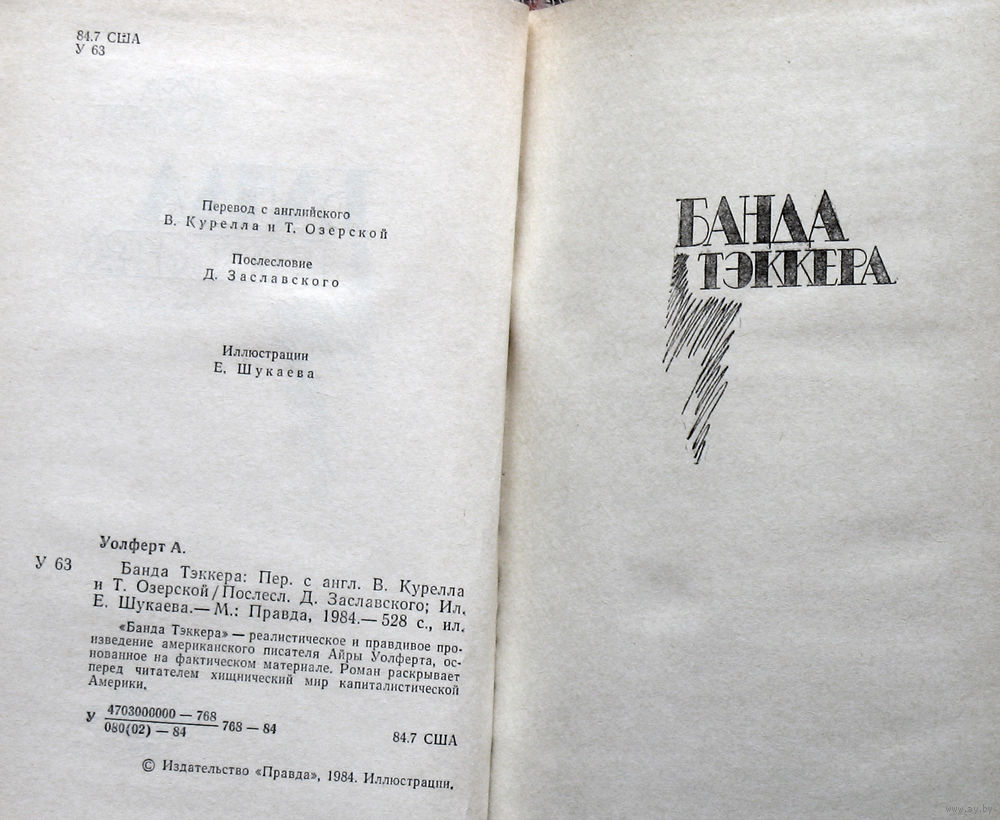 84.7 США
У 63
Перевод с английского
В. Курелла и Т. Озерской
Послесловие
Д. Заславского
Иллюстрации
Е. Шукаева
Уолферт А.
У 63
Банда Тэккера: Пер. с англ. В. Курелла
и Т. Озерской/Послесл. Д. Заславского; Ил.
Е. Шукаева.— М.: Правда, 1984.— 528 с., ил.
«Банда Тэккера» — реалистическое и правдивое про-
изведение американского писателя Айры Уолферта, ос-
нованное на фактическом материале. Роман раскрывает
перед читателем хищнический мир капиталистической
Америки.
У 4703000000 — 768
080(02) — 84
768 — 84
84.7 США
© Издательство «Правда», 1984. Иллюстрации.
БАНДА
ТЭККЕРА
www.ay.by